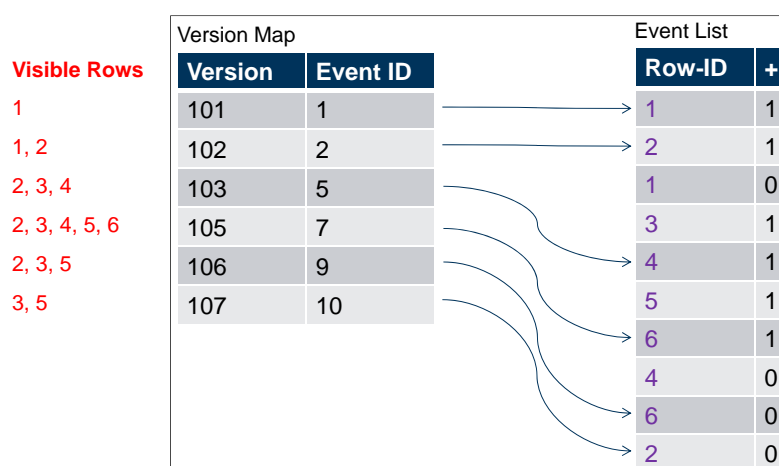 Version Map
Event List
Visible Rows Version Event ID Row-ID +
1 101 1 1 1
1, 2 102 2 2 1
2, 3, 4 103 5 1 0
2, 3, 4, 5, 6 105 7 3 1
2, 3, 5 106 9 4 1
3, 5 107 10 5 1
6 1
4 0
6 0
2 0